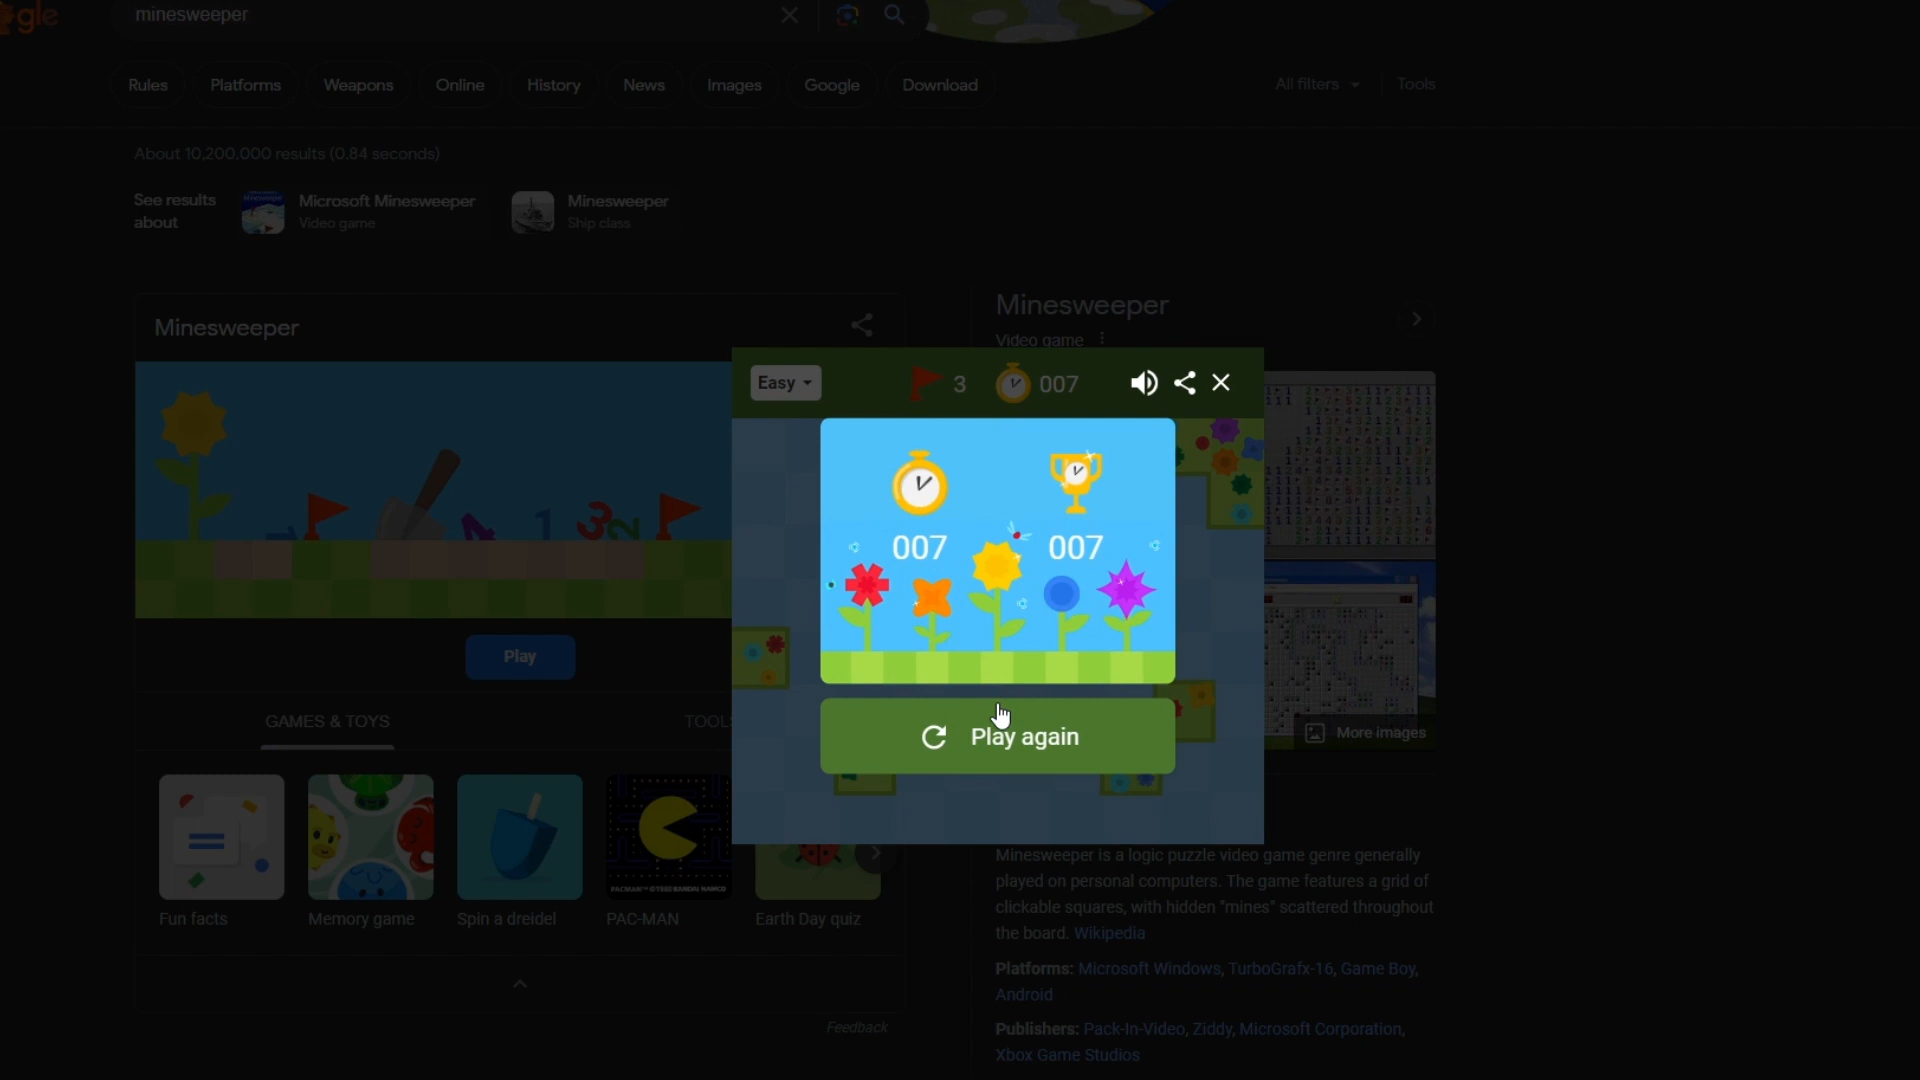 gle
minesweeper
Rules Platforms Weapons Online History News Images Google Download All filters Tools
About 10,200,000 results (0.84 seconds)
See results about
Microsoft Minesweeper
Video game
Minesweeper
Ship class
Minesweeper
Play
GAMES & TOYS TOOLS
Fun facts Memory game Spin a dreidel PAC-MAN Earth Day quiz
Feedback
Easy 3 007
007 007
Play again
Minesweeper
Video game
More images
Minesweeper is a logic puzzle video game genre generally
played on personal computers. The game features a grid of
clickable squares, with hidden "mines" scattered throughout
the board. Wikipedia
Platforms: Microsoft Windows, TurboGrafx-16, Game Boy,
Android
Publishers: Pack-In-Video, Ziddy, Microsoft Corporation,
Xbox Game Studios